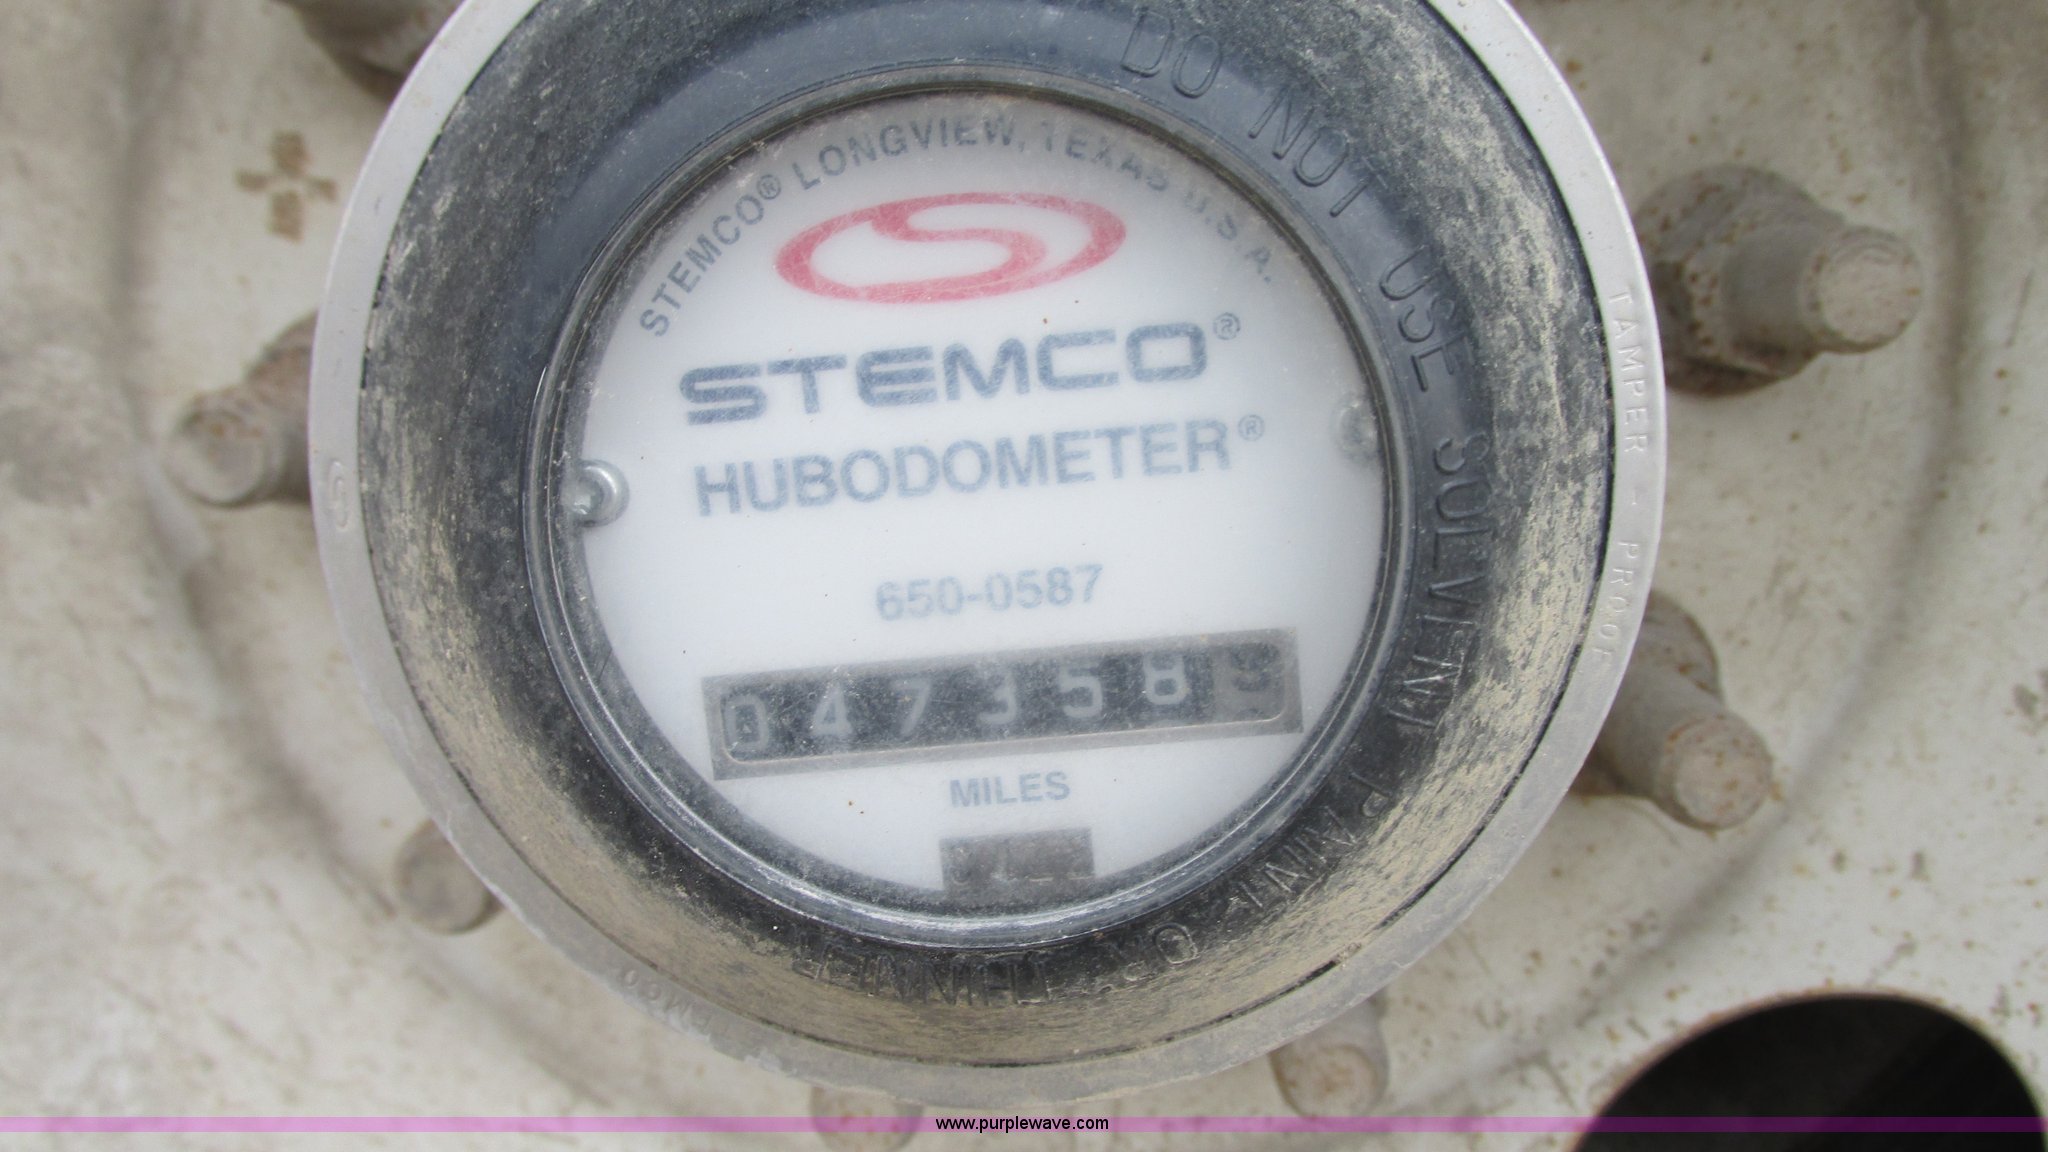 STEMCO® LONGVIEW, TEXAS U.S.A.
STEMCO®
HUBODOMETER®
650-0587
047358
MILES
DO NOT USE SOLVENT PAINT OR THINNER
TAMPER - PROOF
STEMCO
www.purplewave.com